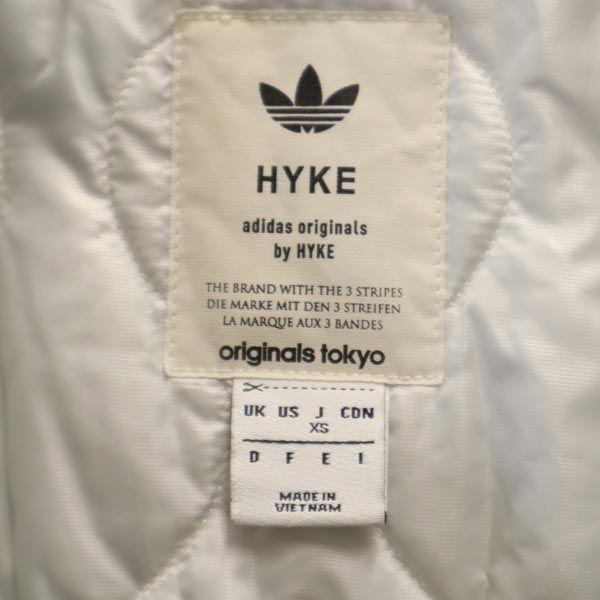 HYKE
adidas originals
by HYKE
THE BRAND WITH THE 3 STRIPES
DIE MARKE MIT DEN 3 STREIFEN
LA MARQUE AUX 3 BANDES
originals tokyo
UK US J CDN
XS
D F E I
MADE IN
VIETNAM